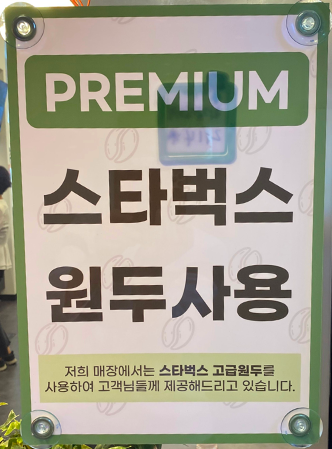 PREMIUM
스타벅스
원두사용
저희 매장에서는 스타벅스 고급원두를
사용하여 고객님들께 제공해드리고 있습니다.